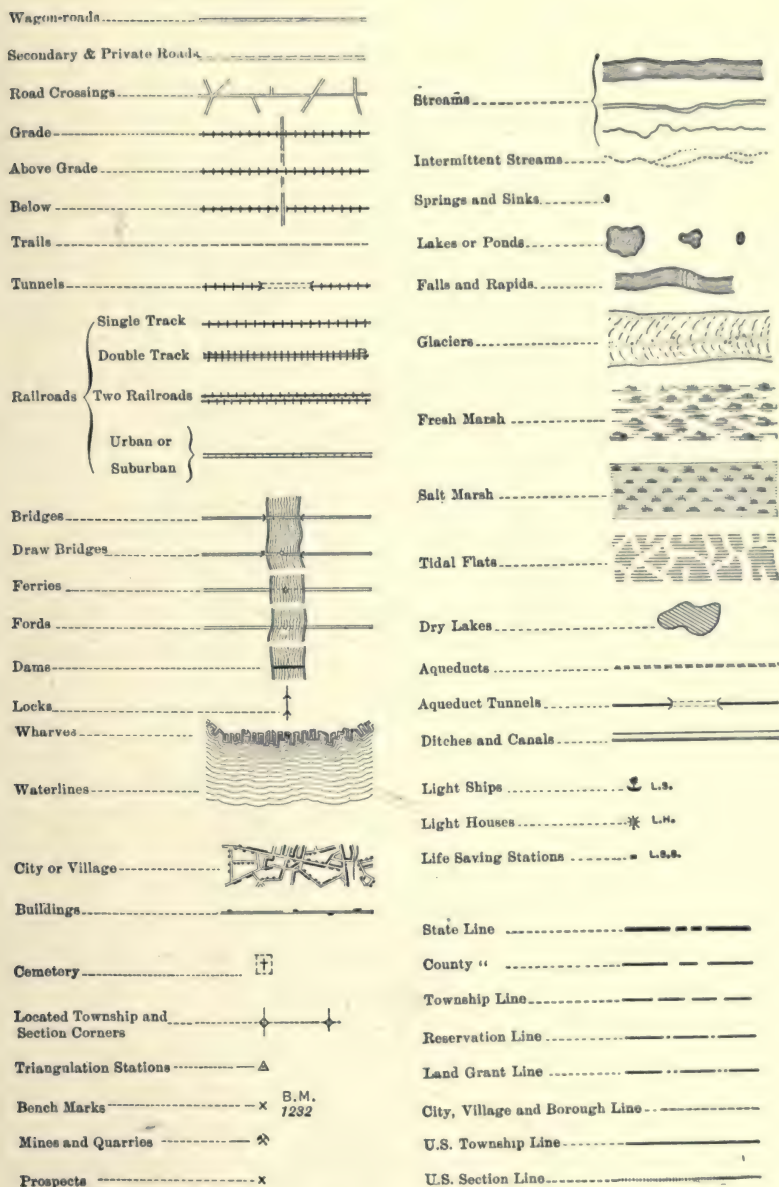 Wagon-roads
Secondary & Private Roads
Road Crossings
Grade
Above Grade
Below
Trails
Tunnels
Railroads
Single Track
Double Track
Two Railroads
Urban or
Suburban
Bridges
Draw Bridges
Ferries
Fords
Dams
Locks
Wharves
Waterlines
City or Village
Buildings
Cemetery
Located Township and
Section Corners
Triangulation Stations
Bench Marks x B.M.
1232
Mines and Quarries
Prospects x
Streams
Intermittent Streams
Springs and Sinks
Lakes or Ponds
Falls and Rapids
Glaciers
Fresh Marsh
Salt Marsh
Tidal Flats
Dry Lakes
Aqueducts
Aqueduct Tunnels
Ditches and Canals
Light Ships L.S.
Light Houses L.H.
Life Saving Stations L.S.S.
State Line
County "
Township Line
Reservation Line
Land Grant Line
City, Village and Borough Line
U.S. Township Line
U.S. Section Line